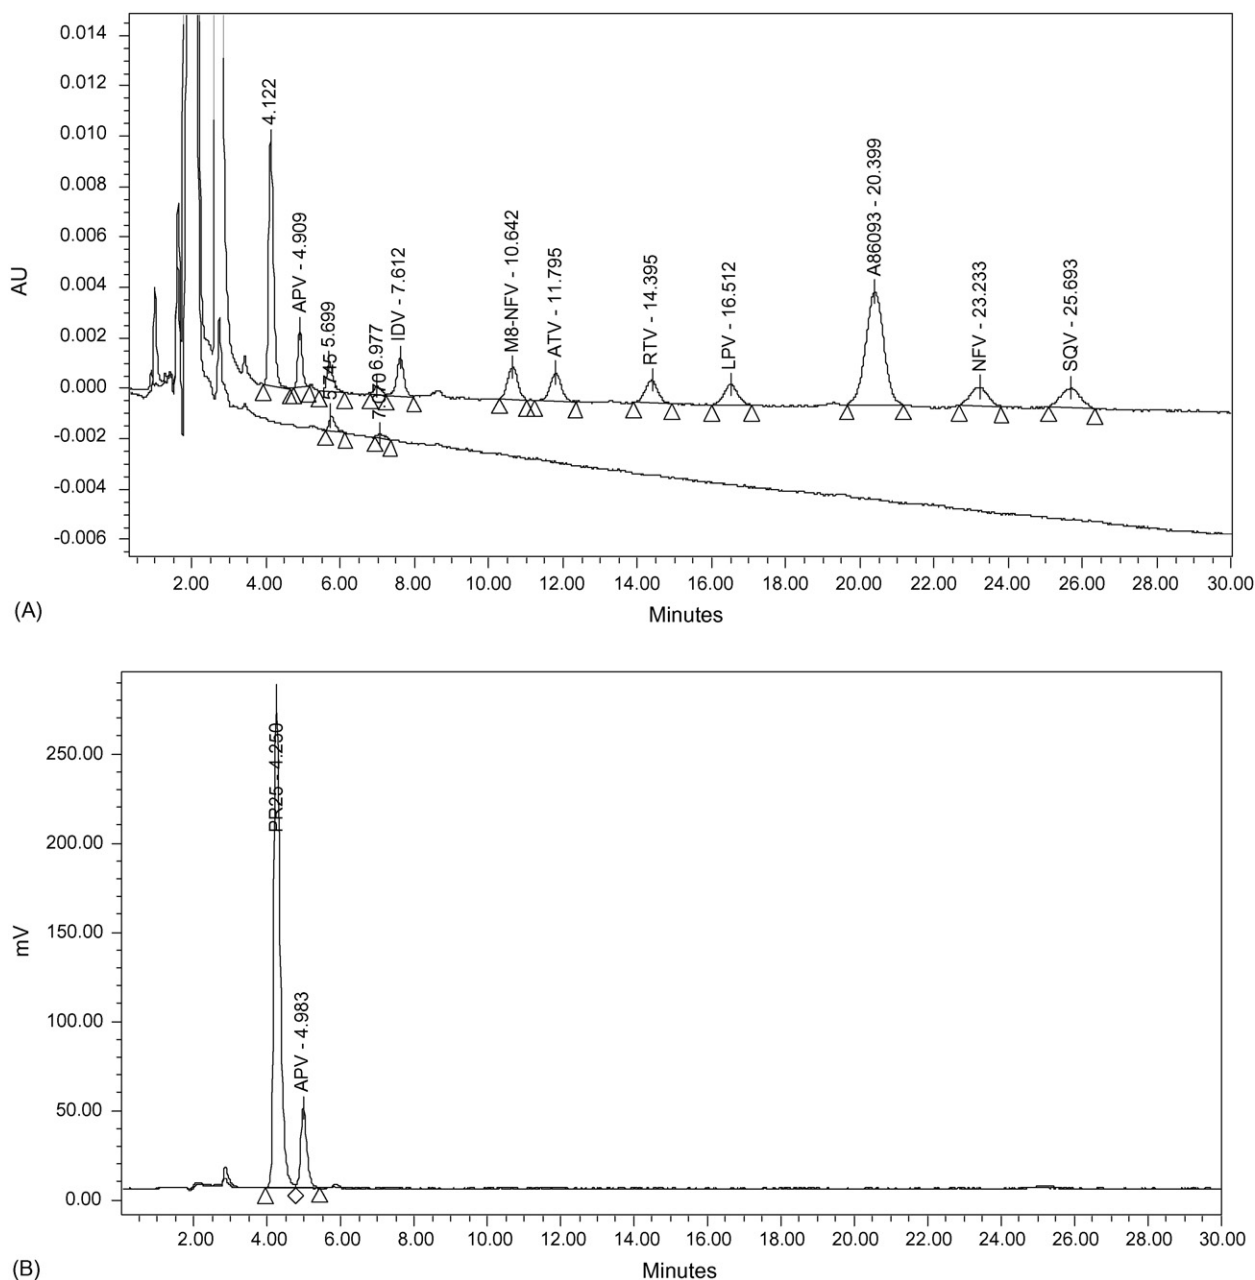 0.014
0.012
0.010
0.008
0.006
0.004
0.002
0.000
-0.002
-0.004
-0.006
AU
4.122
APV - 4.909
5.699
5.745
6.977
IDV - 7.612
M8-NFV - 10.642
ATV - 11.795
RTV - 14.395
LPV - 16.512
A86093 - 20.399
NFV - 23.233
SQV - 25.693
2.00 4.00 6.00 8.00 10.00 12.00 14.00 16.00 18.00 20.00 22.00 24.00 26.00 28.00 30.00
Minutes
(A)
250.00
200.00
150.00
100.00
50.00
0.00
mV
PR25 - 4.250
APV - 4.983
2.00 4.00 6.00 8.00 10.00 12.00 14.00 16.00 18.00 20.00 22.00 24.00 26.00 28.00 30.00
Minutes
(B)